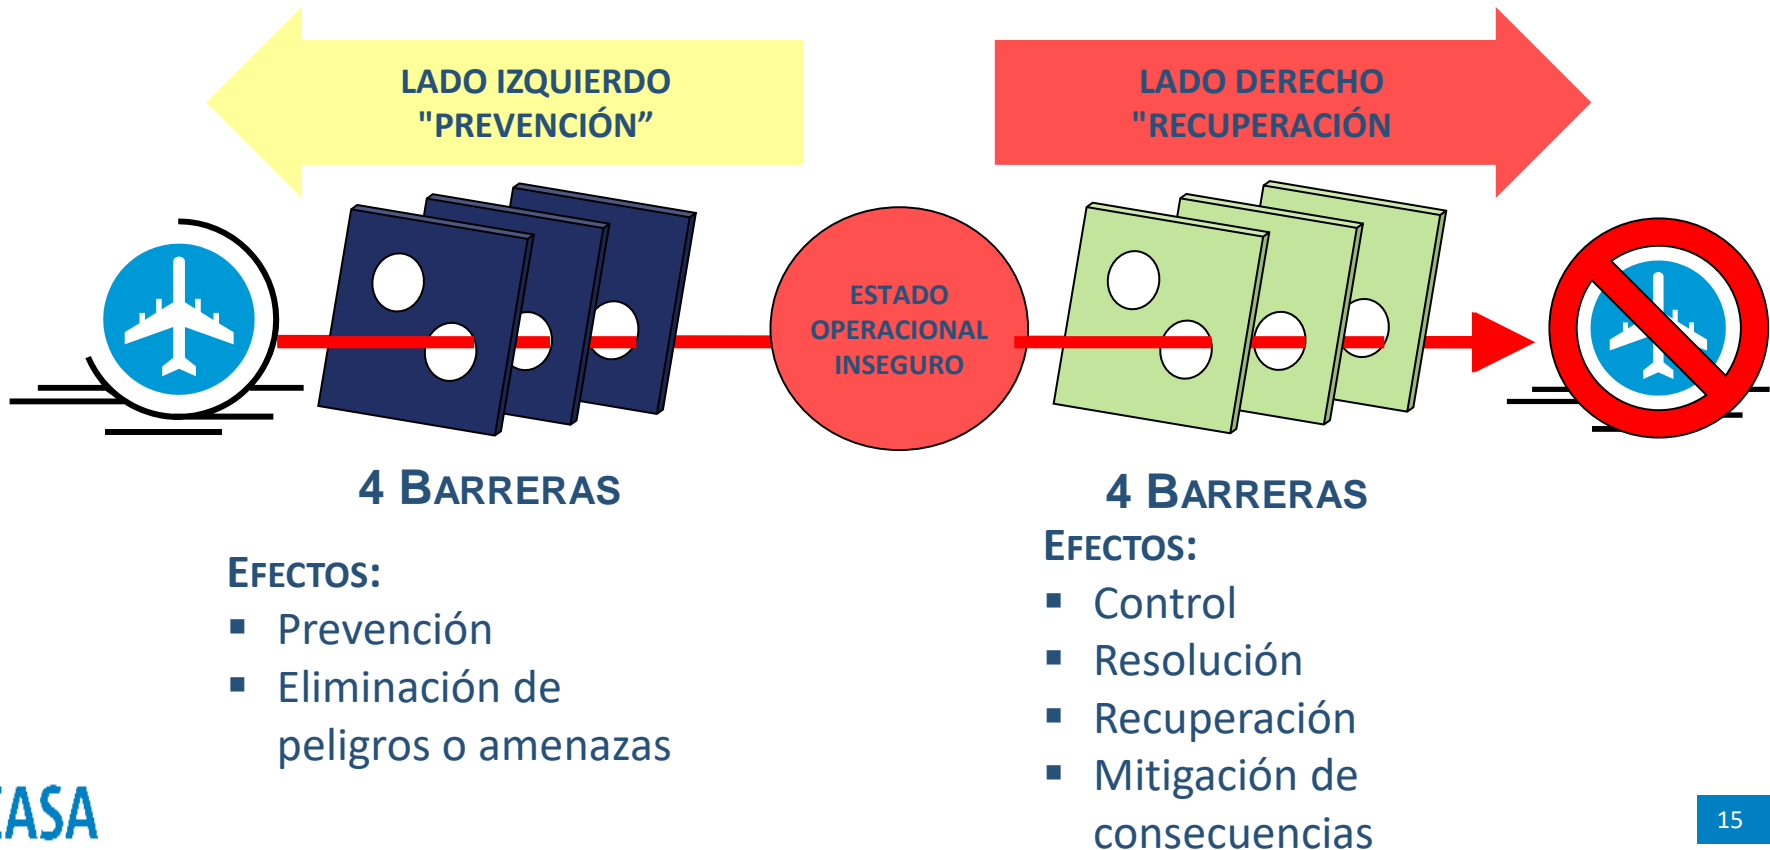 LADO IZQUIERDO
"PREVENCIÓN”
LADO DERECHO
"RECUPERACIÓN
ESTADO
OPERACIONAL
INSEGURO
4 BARRERAS
EFECTOS:
▪ Prevención
▪ Eliminación de
peligros o amenazas
4 BARRERAS
EFECTOS:
▪ Control
▪ Resolución
▪ Recuperación
▪ Mitigación de
consecuencias
EASA
15